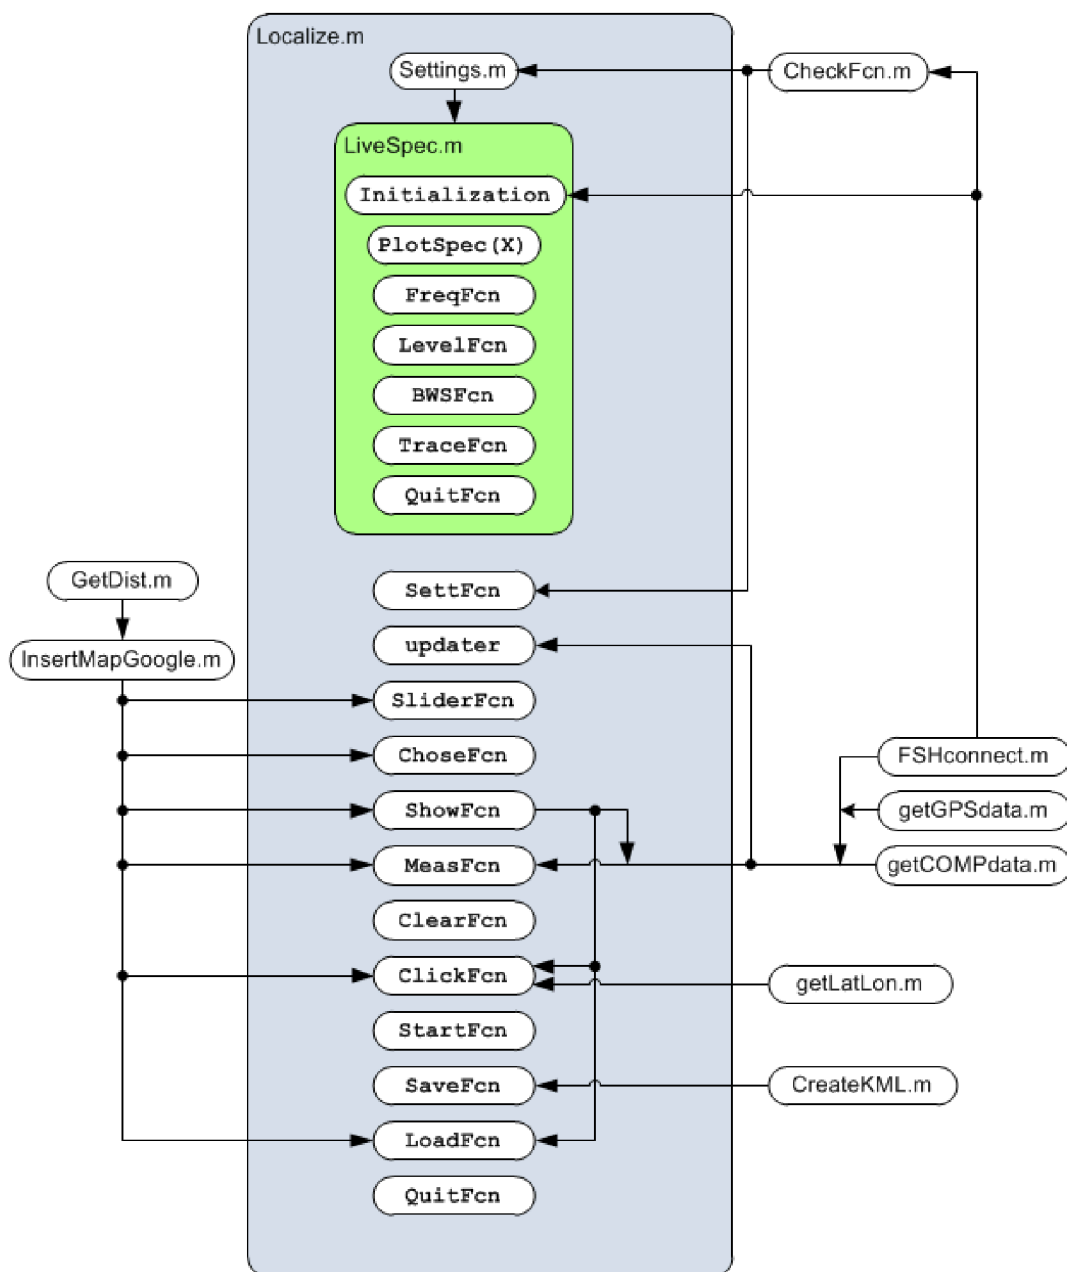 Localize.m
Settings.m
CheckFcn.m
LiveSpec.m
Initialization
PlotSpec(X)
FreqFcn
LevelFcn
BWSFcn
TraceFcn
QuitFcn
GetDist.m
SettFcn
updater
InsertMapGoogle.m
SliderFcn
ChoseFcn
FSHconnect.m
ShowFcn
getGPSdata.m
MeasFcn
getCOMPdata.m
ClearFcn
ClickFcn
getLatLon.m
StartFcn
SaveFcn
CreateKML.m
LoadFcn
QuitFcn